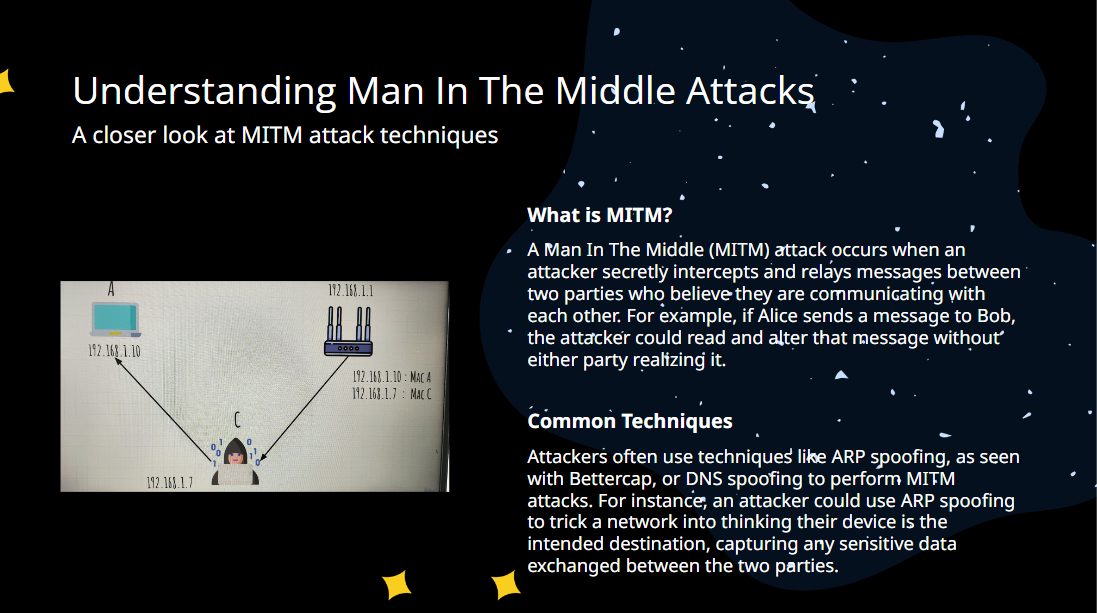 Understanding Man In The Middle Attacks
A closer look at MITM attack techniques
What is MITM?
A Man In The Middle (MITM) attack occurs when an
attacker secretly intercepts and relays messages between
two parties who believe they are communicating with
each other. For example, if Alice sends a message to Bob,
the attacker could read and alter that message without
either party realizing it.
Common Techniques
Attackers often use techniques like ARP spoofing, as seen
with Bettercap, or DNS spoofing to perform MITM
attacks. For instance, an attacker could use ARP spoofing
to trick a network into thinking their device is the
intended destination, capturing any sensitive data
exchanged between the two parties.
A
192.168.1.10
192.168.1.1
192.168.1.10 : MAC A
192.168.1.7 : MAC C
C
192.168.1.7